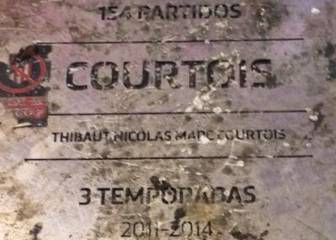 154 PARTIDOS
COURTOIS
THIBAUT NICOLAS MARC COURTOIS
3 TEMPORADAS
2011-2014